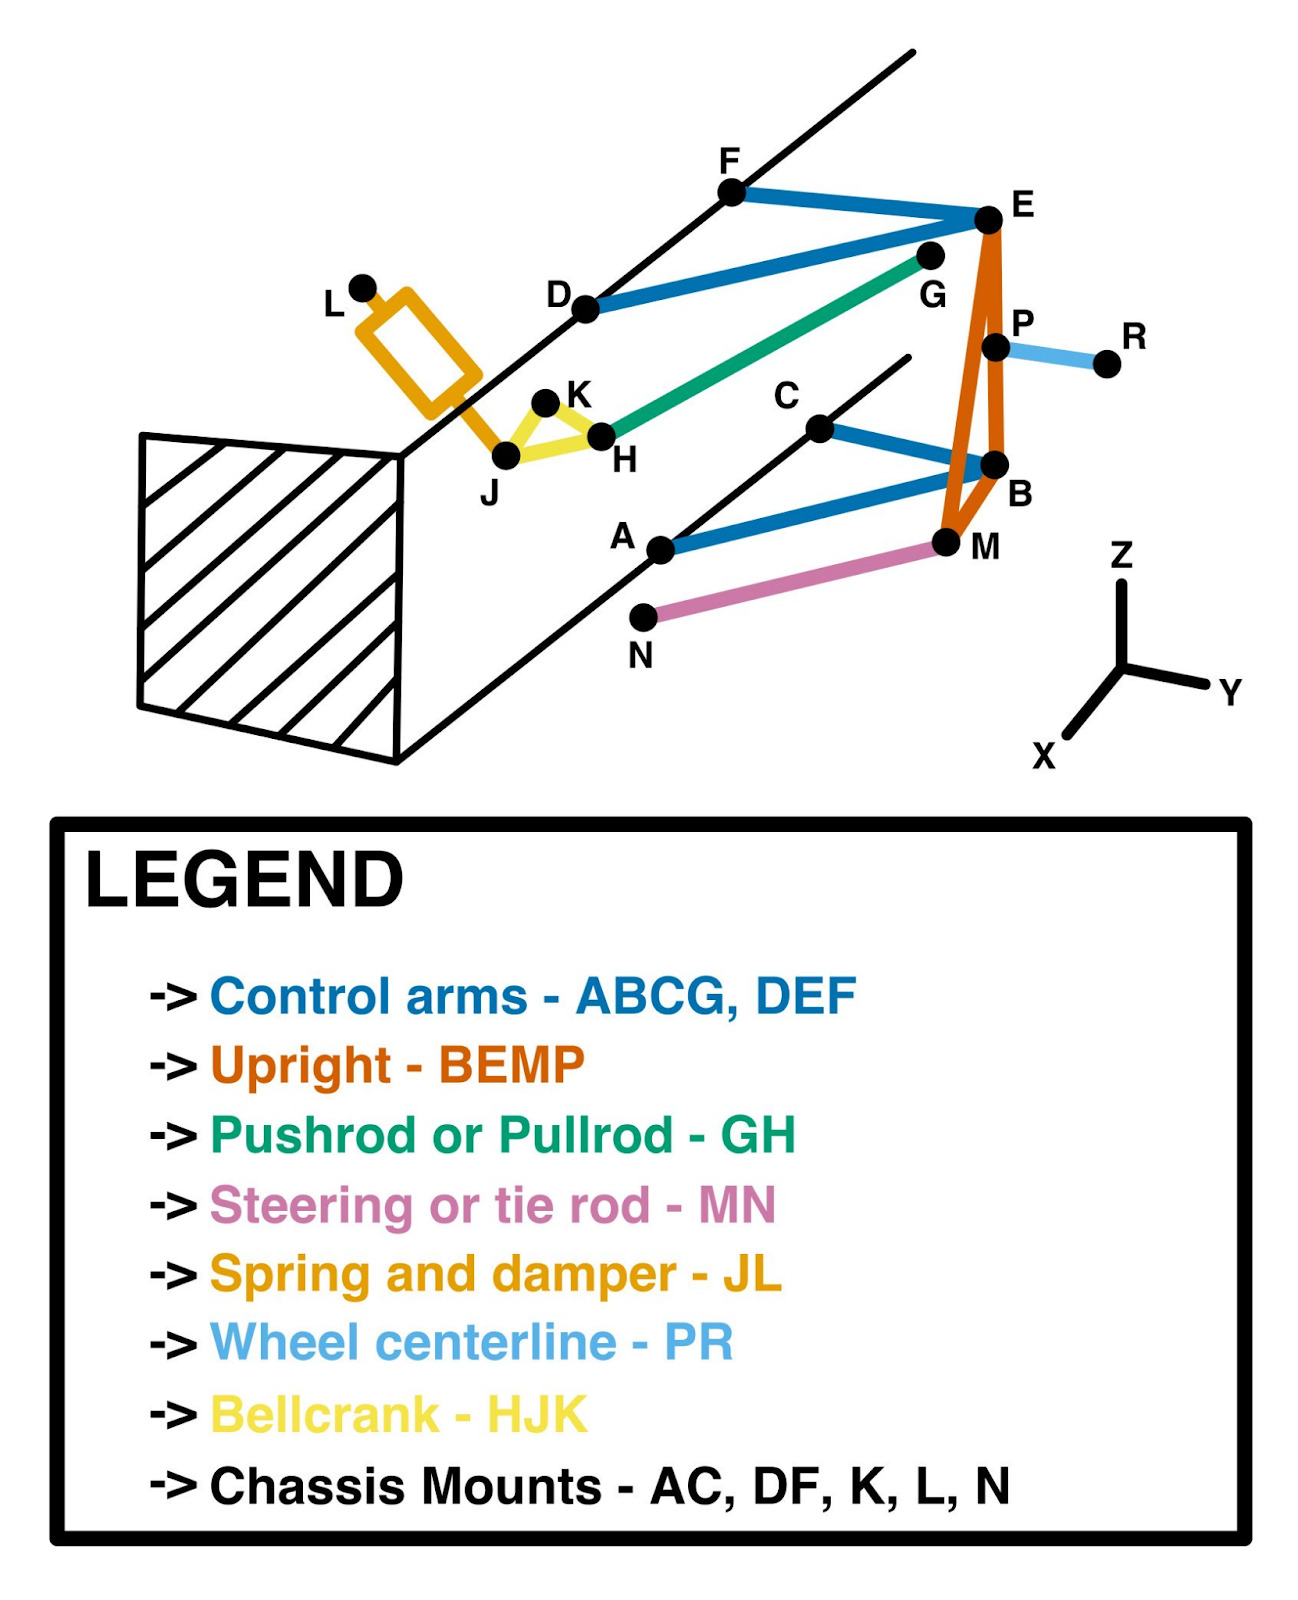 F
E
G
D
L
P
R
K
C
H
J
B
A
M
N
Z
Y
X
LEGEND
-> Control arms - ABCG, DEF
-> Upright - BEMP
-> Pushrod or Pullrod - GH
-> Steering or tie rod - MN
-> Spring and damper - JL
-> Wheel centerline - PR
-> Bellcrank - HJK
-> Chassis Mounts - AC, DF, K, L, N